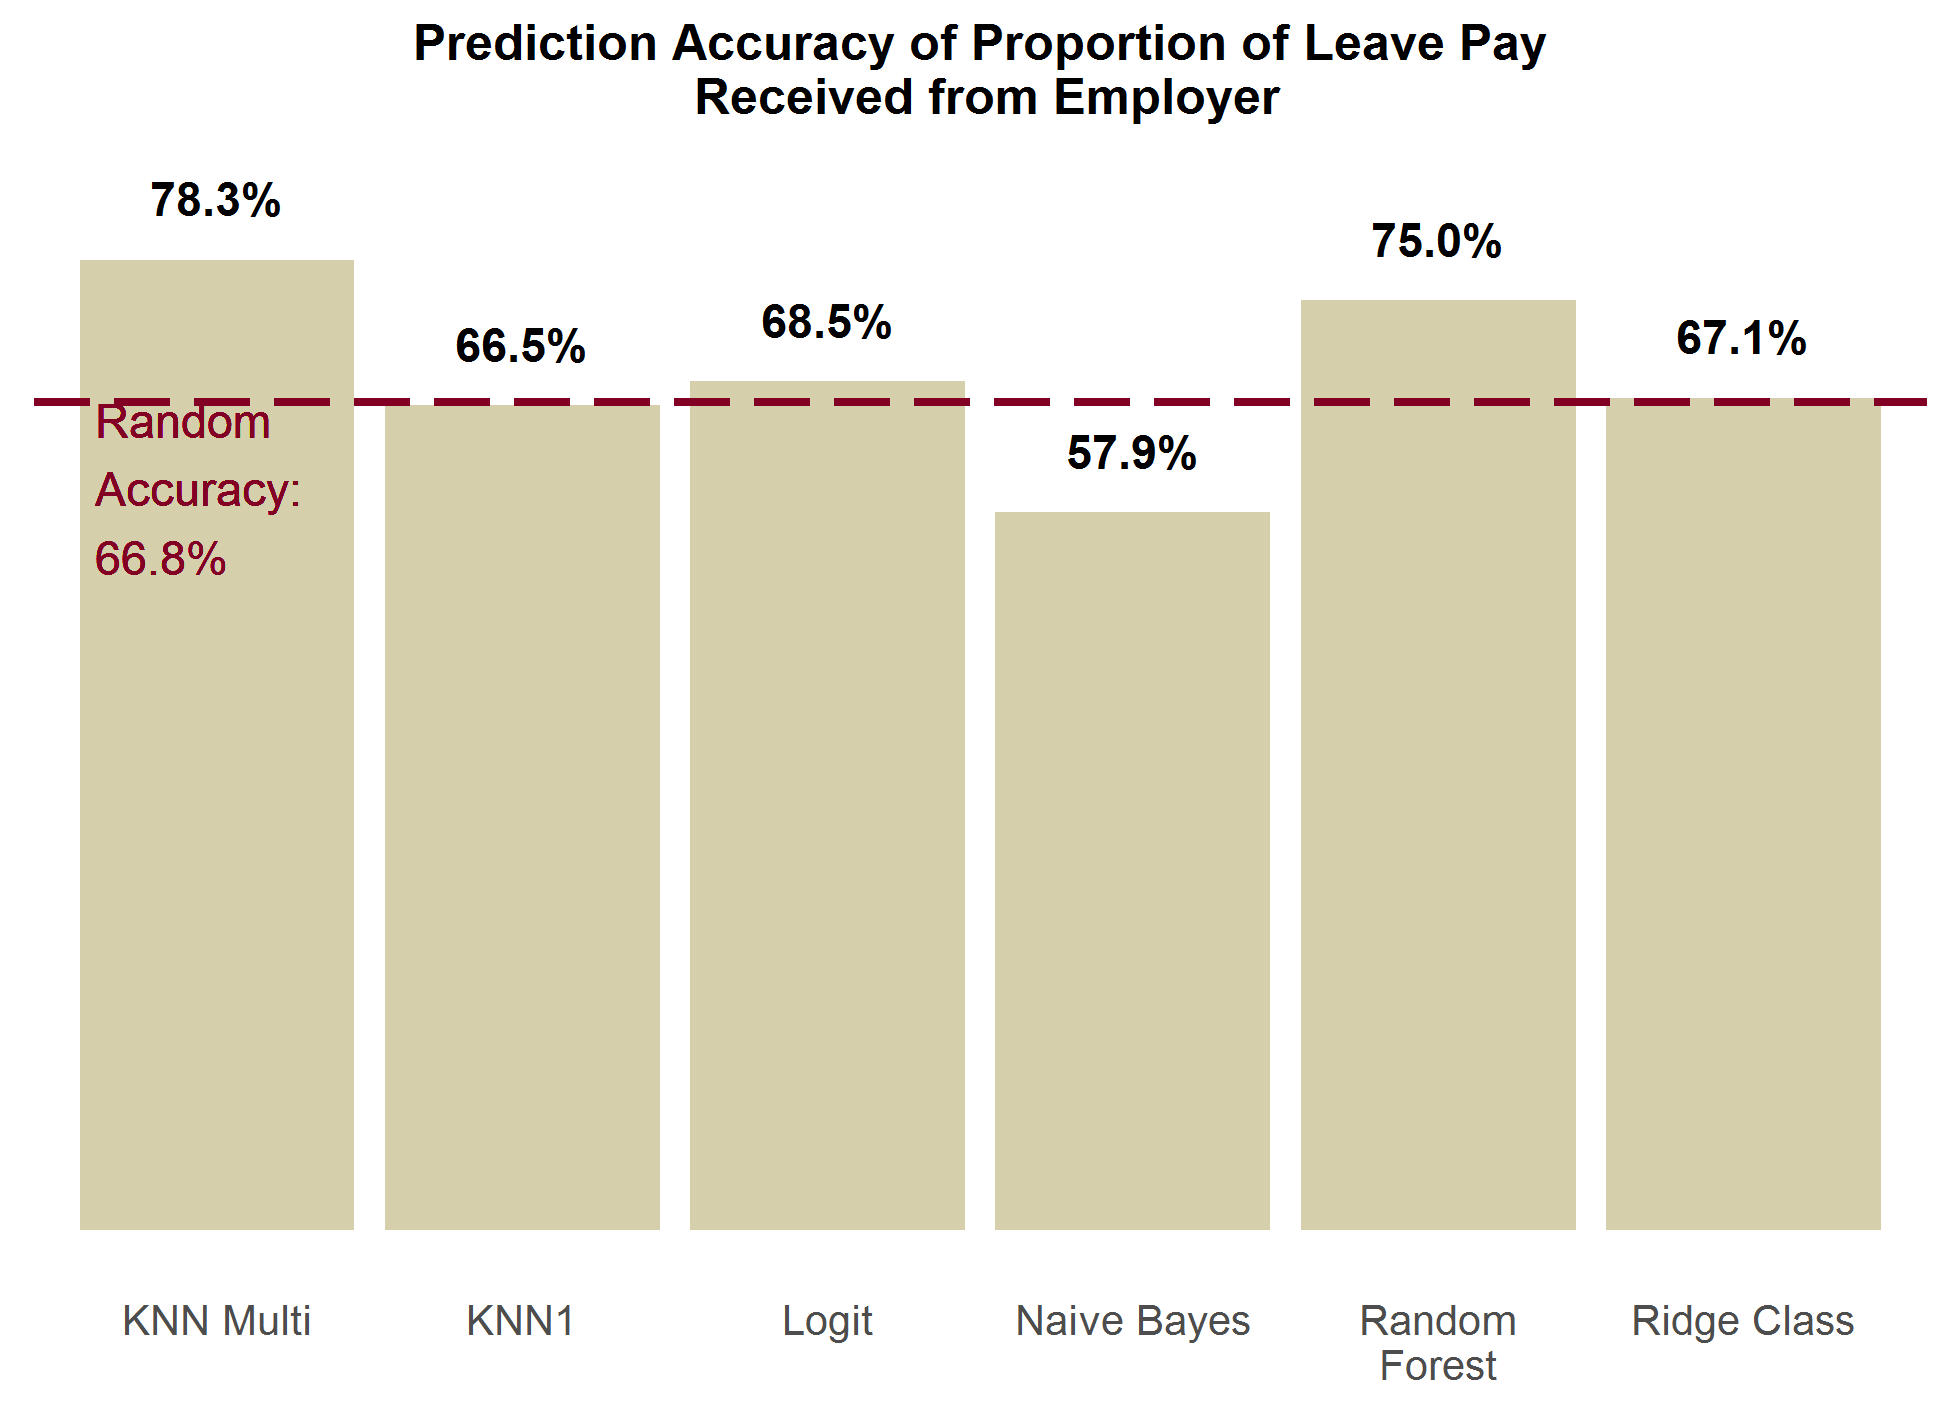 Prediction Accuracy of Proportion of Leave Pay
Received from Employer
78.3%
66.5%
68.5%
57.9%
75.0%
67.1%
Random
Accuracy:
66.8%
KNN Multi
KNN1
Logit
Naive Bayes
Random
Forest
Ridge Class